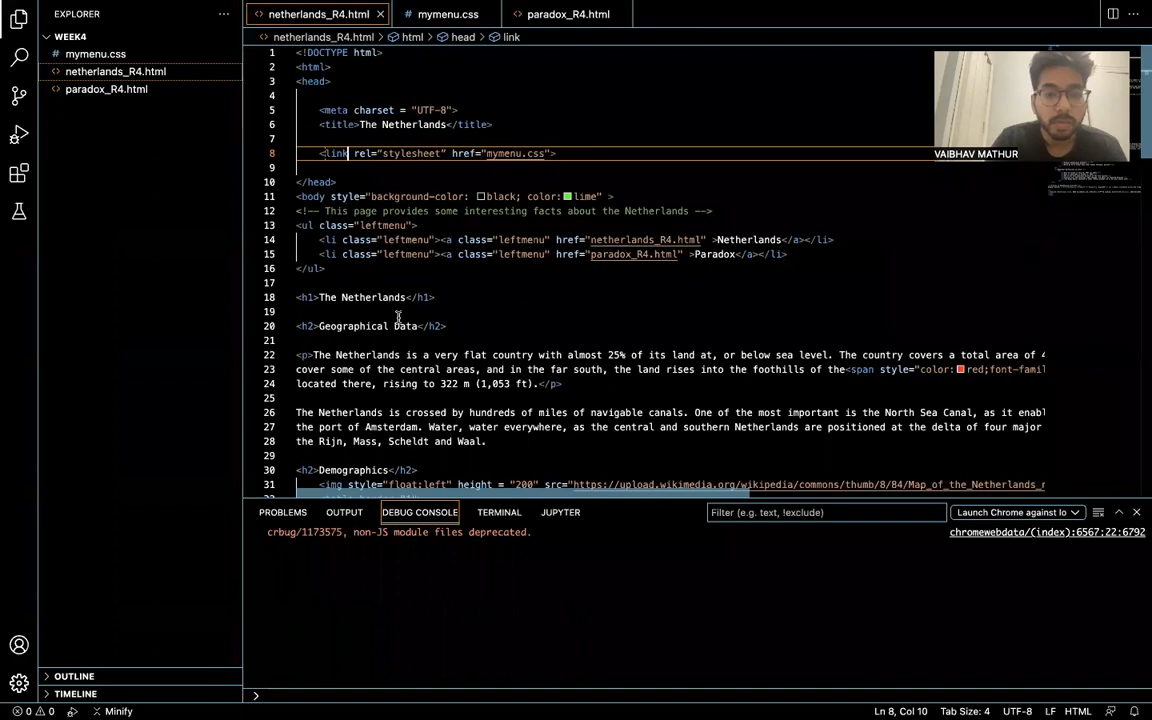 EXPLORER
···
WEEK4
mymenu.css
netherlands_R4.html
paradox_R4.html
OUTLINE
TIMELINE
netherlands_R4.html
mymenu.css
paradox_R4.html
netherlands_R4.html > html > head > link
1 <!DOCTYPE html>
2 <html>
3 <head>
4
5 <meta charset = "UTF-8">
6 <title>The Netherlands</title>
7
8 <link rel="stylesheet” href="mymenu.css">
9
10 </head>
11 <body style="background-color: black; color: lime" >
12 <!-- This page provides some interesting facts about the Netherlands -->
13 <ul class="leftmenu">
14 <li class="leftmenu"><a class="leftmenu" href="netherlands_R4.html" >Netherlands</a></li>
15 <li class="leftmenu"><a class="leftmenu" href="paradox_R4.html" >Paradox</a></li>
16 </ul>
17
18 <h1>The Netherlands</h1>
19
20 <h2>Geographical Data</h2>
21
22 <p>The Netherlands is a very flat country with almost 25% of its land at, or below sea level. The country covers a total area of 4
23 cover some of the central areas, and in the far south, the land rises into the foothills of the<span style="color: red;font-famil
24 located there, rising to 322 m (1,053 ft).</p>
25
26 The Netherlands is crossed by hundreds of miles of navigable canals. One of the most important is the North Sea Canal, as it enabl
27 the port of Amsterdam. Water, water everywhere, as the central and southern Netherlands are positioned at the delta of four major
28 the Rijn, Mass, Scheldt and Waal.
29
30 <h2>Demographics</h2>
31 <img style="float:left" height = "200" src="https://upload.wikimedia.org/wikipedia/commons/thumb/8/84/Map_of_the_Netherlands_n
VAIBHAV MATHUR
PROBLEMS OUTPUT DEBUG CONSOLE TERMINAL JUPYTER
Filter (e.g. text, !exclude)
Launch Chrome against lo
crbug/1173575, non-JS module files deprecated.
chromewebdata/(index):6567:22:6792
>
0 0 Minify
Ln 8, Col 10 Tab Size: 4 UTF-8 LF HTML